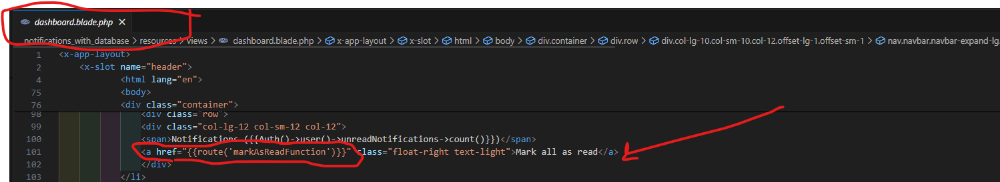 dashboard.blade.php ×
notifications_with_database > resources > views > dashboard.blade.php > x-app-layout > x-slot > html > body > div.container > div.row > div.col-lg-10.col-sm-10.col-12.offset-lg-1.offset-sm-1 > nav.navbar.navbar-expand-lg.
1 <x-app-layout>
2 <x-slot name="header">
4 <html lang="en">
75 <body>
76 <div class="container">
98 <div class="row">
99 <div class="col-lg-12 col-sm-12 col-12">
100 <span>Notifications ({{Auth()->user()->unreadNotifications->count()}})</span>
101 <a href="{{route('markAsReadFunction')}}" class="float-right text-light">Mark all as read</a>
102 </div>
103 </li>